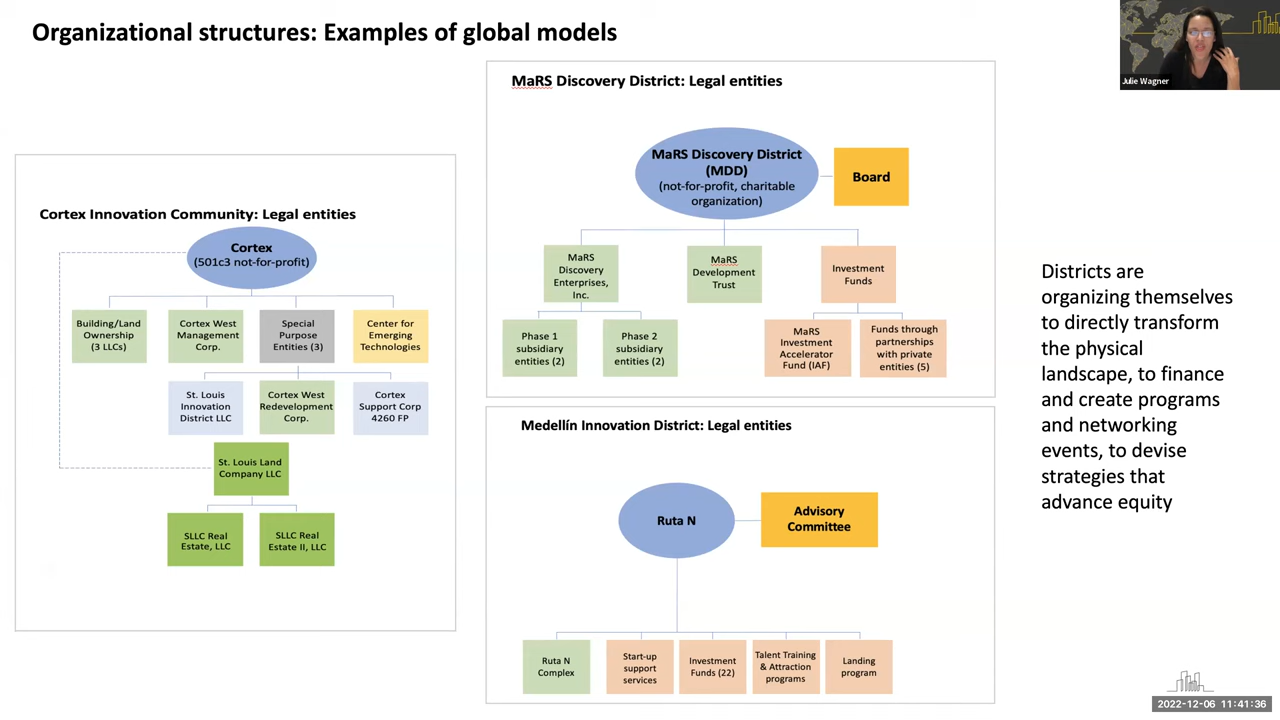 Organizational structures: Examples of global models
Julie Wagner
Cortex Innovation Community: Legal entities
Cortex
(501c3 not-for-profit)
Building/Land
Ownership
(3 LLCs)
Cortex West
Management
Corp.
Special
Purpose
Entities (3)
Center for
Emerging
Technologies
St. Louis
Innovation
District LLC
Cortex West
Redevelopment
Corp.
Cortex
Support Corp
4260 FP
St. Louis Land
Company LLC
SLLC Real
Estate, LLC
SLLC Real
Estate II, LLC
MaRS Discovery District: Legal entities
MaRS Discovery District
(MDD)
(not-for-profit, charitable
organization)
Board
MaRS
Discovery
Enterprises,
Inc.
MaRS
Development
Trust
Investment
Funds
Phase 1
subsidiary
entities (2)
Phase 2
subsidiary
entities (2)
MaRS
Investment
Accelerator
Fund (IAF)
Funds through
partnerships
with private
entities (5)
Medellín Innovation District: Legal entities
Ruta N
Advisory
Committee
Ruta N
Complex
Start-up
support
services
Investment
Funds (22)
Talent Training
& Attraction
programs
Landing
program
Districts are
organizing themselves
to directly transform
the physical
landscape, to finance
and create programs
and networking
events, to devise
strategies that
advance equity
2022-12-06 11:41:36